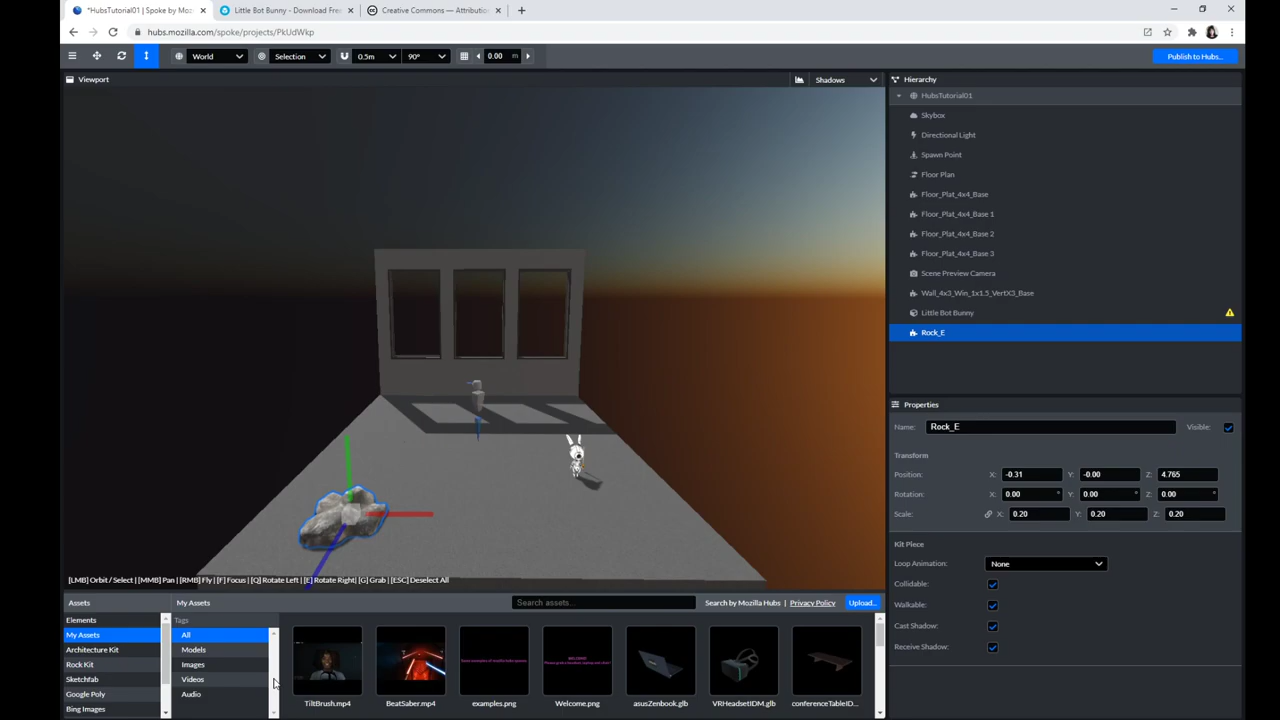 *HubsTutorial01 | Spoke by Moz
Little Bot Bunny - Download Free
Creative Commons — Attribution
hubs.mozilla.com/spoke/projects/PkUdWkp
World
Selection
0.5m
90°
0.00 m
Publish to Hubs...
Viewport
Shadows
Hierarchy
HubsTutorial01
Skybox
Directional Light
Spawn Point
Floor Plan
Floor_Plat_4x4_Base
Floor_Plat_4x4_Base 1
Floor_Plat_4x4_Base 2
Floor_Plat_4x4_Base 3
Scene Preview Camera
Wall_4x3_Win_1x1.5_VertX3_Base
Little Bot Bunny
Rock_E
Properties
Name: Rock_E Visible:
Transform
Position: X: -0.31 Y: -0.00 Z: 4.765
Rotation: X: 0.00 ° Y: 0.00 ° Z: 0.00 °
Scale: X: 0.20 Y: 0.20 Z: 0.20
Kit Piece
Loop Animation: None
Collidable:
Walkable:
Cast Shadow:
Receive Shadow:
[LMB] Orbit / Select | [MMB] Pan | [RMB] Fly | [F] Focus | [Q] Rotate Left | [E] Rotate Right| [G] Grab | [ESC] Deselect All
Assets
My Assets
Search assets...
Search by Mozilla Hubs | Privacy Policy
Upload...
Elements
My Assets
Architecture Kit
Rock Kit
Sketchfab
Google Poly
Bing Images
Tags
All
Models
Images
Videos
Audio
TiltBrush.mp4
BeatSaber.mp4
examples.png
Welcome.png
asusZenbook.glb
VRHeadsetIDM.glb
conferenceTableID...